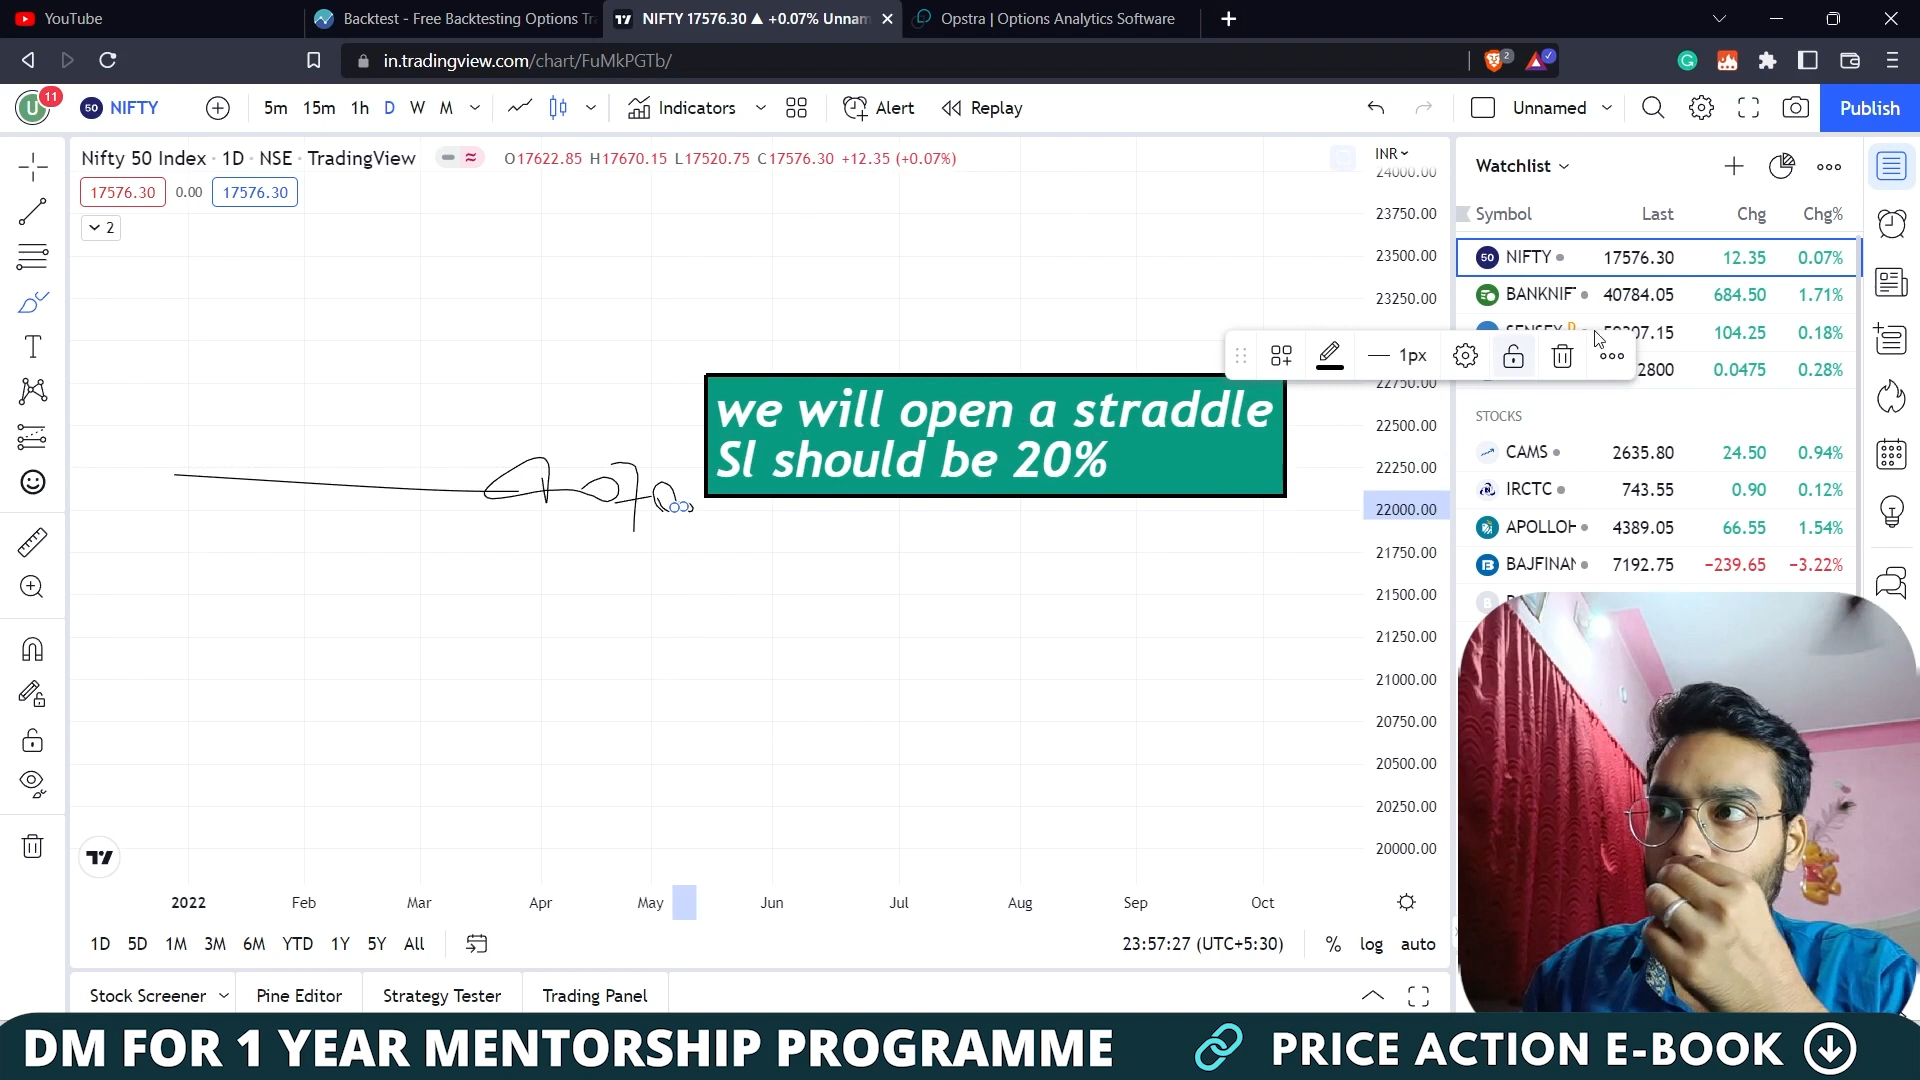 YouTube
Backtest - Free Backtesting Options Tr
NIFTY 17576.30 ▲ +0.07% Unnam
Opstra | Options Analytics Software
in.tradingview.com/chart/FuMkPGTb/
2
U 11
50 NIFTY
5m 15m 1h D W M
Indicators
Alert
Replay
Unnamed
Publish
Nifty 50 Index · 1D · NSE · TradingView
O17622.85 H17670.15 L17520.75 C17576.30 +12.35 (+0.07%)
17576.30 0.00 17576.30
2
INR
24000.00
23750.00
23500.00
23250.00
22750.00
22500.00
22250.00
22000.00
21750.00
21500.00
21250.00
21000.00
20750.00
20500.00
20250.00
20000.00
1px
we will open a straddle
Sl should be 20%
Watchlist
Symbol Last Chg Chg%
50 NIFTY 17576.30 12.35 0.07%
BANKNIF 40784.05 684.50 1.71%
SENSEX 104.25 0.18%
2800 0.0475 0.28%
STOCKS
CAMS 2635.80 24.50 0.94%
IRCTC 743.55 0.90 0.12%
APOLLOH 4389.05 66.55 1.54%
BAJFINAN 7192.75 −239.65 −3.22%
2022 Feb Mar Apr May Jun Jul Aug Sep Oct
1D 5D 1M 3M 6M YTD 1Y 5Y All
23:57:27 (UTC+5:30)
% log auto
Stock Screener
Pine Editor
Strategy Tester
Trading Panel
DM FOR 1 YEAR MENTORSHIP PROGRAMME
PRICE ACTION E-BOOK